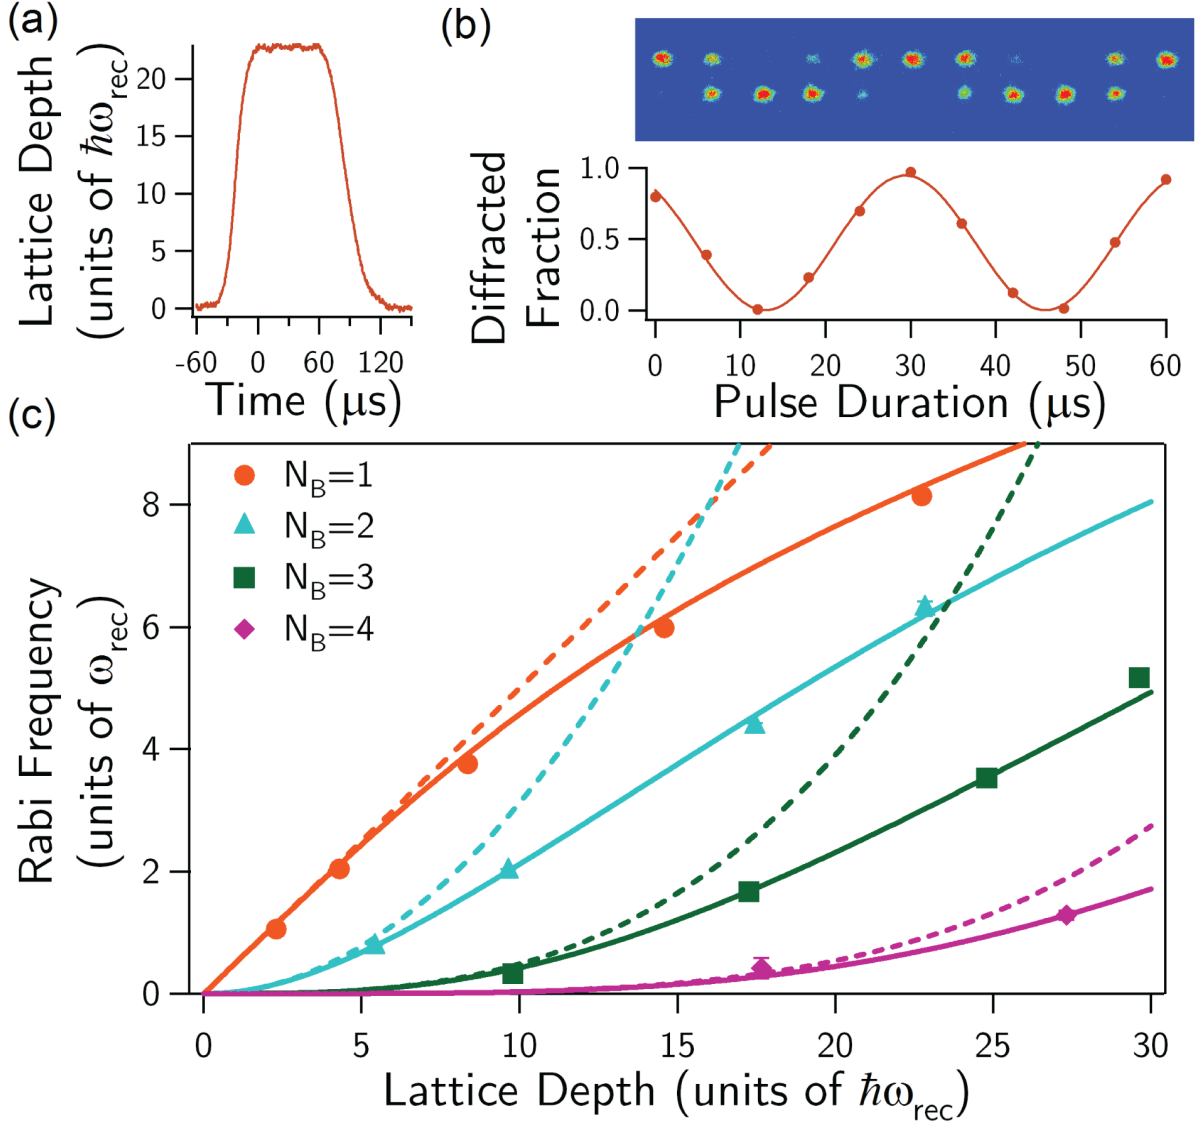 (a)
Lattice Depth
(units of ħω_rec)
20
15
10
5
0
-60
0
60
120
Time (μs)
(b)
Diffracted
Fraction
1.0
0.5
0.0
0
10
20
30
40
50
60
Pulse Duration (μs)
(c)
N_B=1
N_B=2
N_B=3
N_B=4
Rabi Frequency
(units of ω_rec)
8
6
4
2
0
0
5
10
15
20
25
30
Lattice Depth (units of ħω_rec)